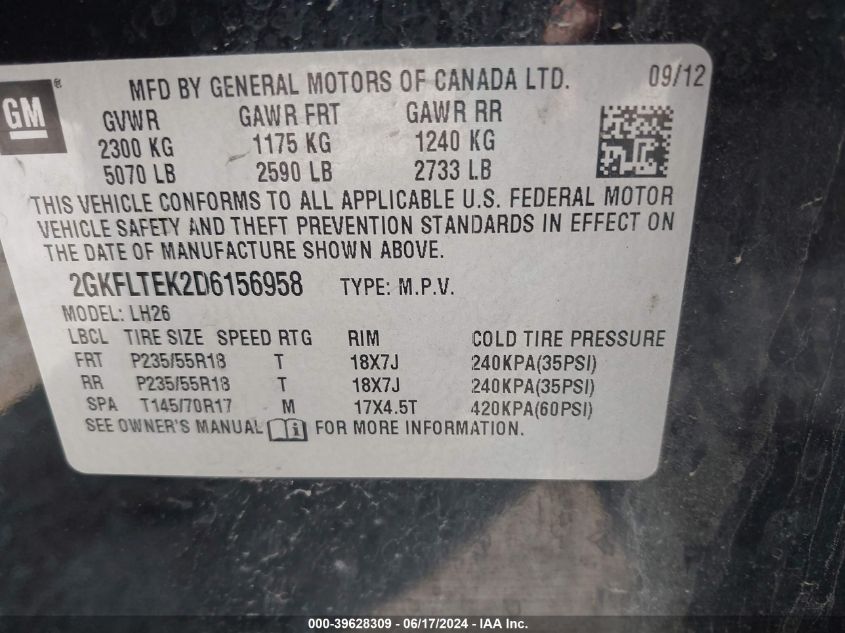 GM®
MFD BY GENERAL MOTORS OF CANADA LTD. 09/12
GVWR GAWR FRT GAWR RR
2300 KG 1175 KG 1240 KG
5070 LB 2590 LB 2733 LB
THIS VEHICLE CONFORMS TO ALL APPLICABLE U.S. FEDERAL MOTOR
VEHICLE SAFETY AND THEFT PREVENTION STANDARDS IN EFFECT ON
THE DATE OF MANUFACTURE SHOWN ABOVE.
2GKFLTEK2D6156958 TYPE: M.P.V.
MODEL: LH26
LBCL TIRE SIZE SPEED RTG RIM COLD TIRE PRESSURE
FRT P235/55R18 T 18X7J 240KPA(35PSI)
RR P235/55R18 T 18X7J 240KPA(35PSI)
SPA T145/70R17 M 17X4.5T 420KPA(60PSI)
SEE OWNER'S MANUAL i FOR MORE INFORMATION.
000-39628309 - 06/17/2024 - IAA Inc.